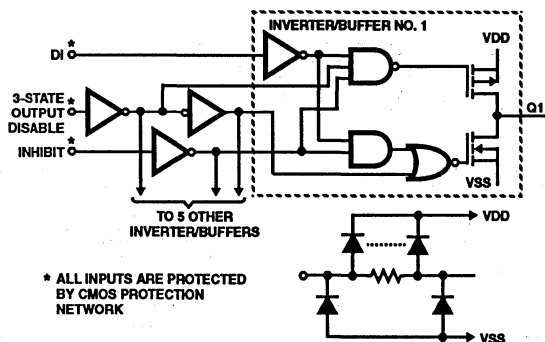 INVERTER/BUFFER NO. 1
*
DI
VDD
3-STATE
OUTPUT
DISABLE
*
Q1
*
INHIBIT
VSS
TO 5 OTHER
INVERTER/BUFFERS
VDD
* ALL INPUTS ARE PROTECTED
BY CMOS PROTECTION
NETWORK
VSS